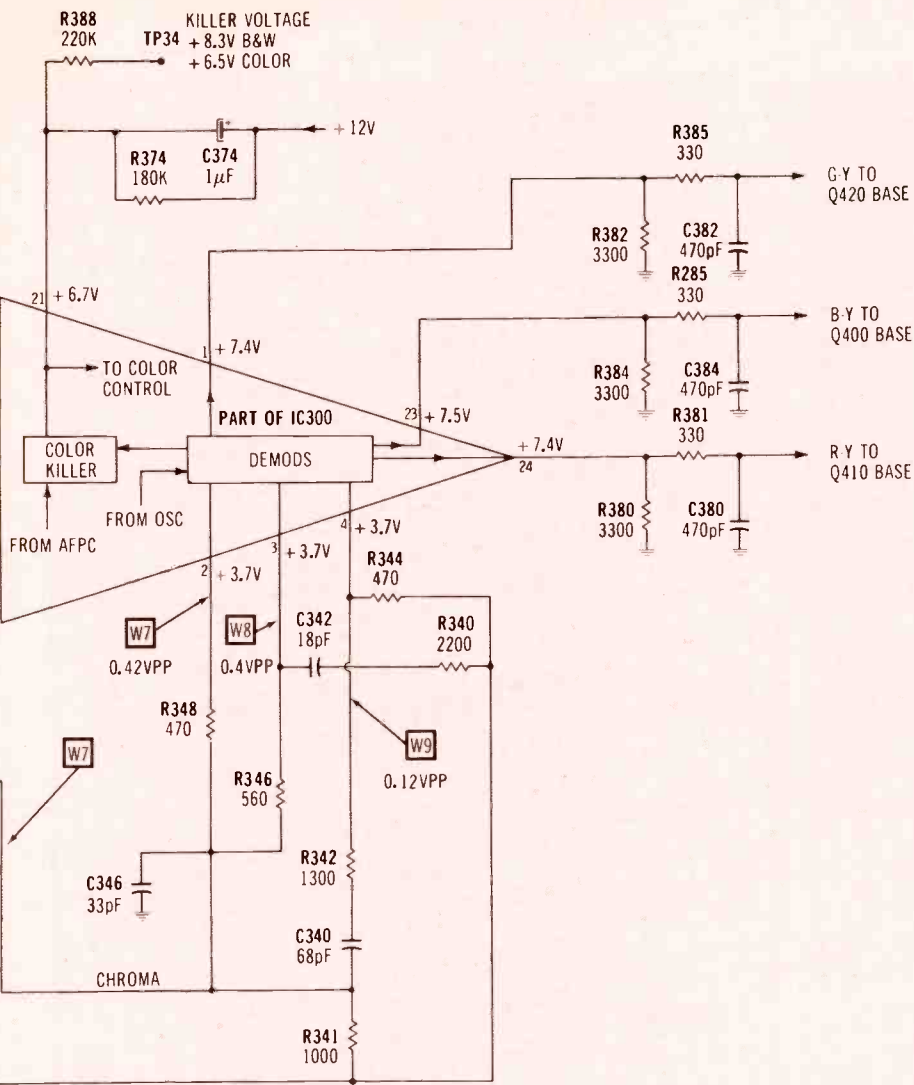 R388
220K
TP34
KILLER VOLTAGE
+ 8.3V B&W
+ 6.5V COLOR
+ 12V
R374
180K
C374
1µF
+
R385
330
G-Y TO
Q420 BASE
R382
3300
C382
470pF
R285
330
21
+ 6.7V
B-Y TO
Q400 BASE
1
+ 7.4V
TO COLOR
CONTROL
R384
3300
C384
470pF
PART OF IC300
23
+ 7.5V
R381
330
COLOR
KILLER
DEMODS
+ 7.4V
24
R-Y TO
Q410 BASE
FROM OSC
FROM AFPC
R380
3300
C380
470pF
4
+ 3.7V
3
+ 3.7V
2
+ 3.7V
R344
470
W7
0.42VPP
W8
0.4VPP
C342
18pF
R340
2200
R348
470
W7
W9
0.12VPP
R346
560
R342
1300
C346
33pF
C340
68pF
CHROMA
R341
1000